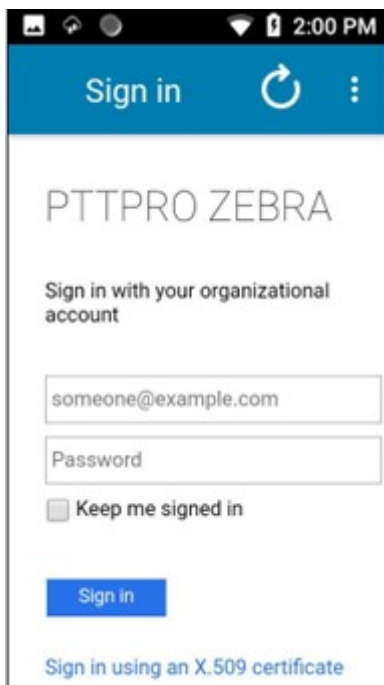 2:00 PM
Sign in
PTTPRO ZEBRA
Sign in with your organizational
account
someone@example.com
Password
Keep me signed in
Sign in
Sign in using an X.509 certificate